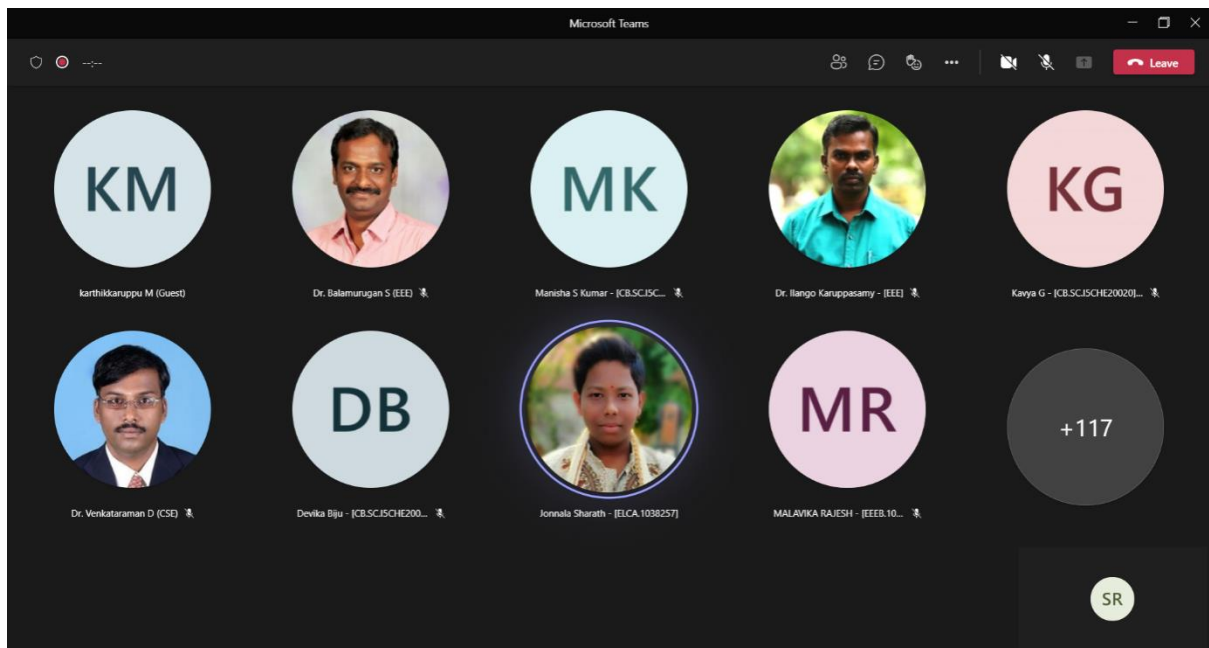 Microsoft Teams
--:--
Leave
KM
MK
KG
karthikkaruppu M (Guest)
Dr. Balamurugan S (EEE)
Manisha S Kumar - [CB.SC.I5C...
Dr. Ilango Karuppasamy - [EEE]
Kavya G - [CB.SC.I5CHE20020]...
DB
MR
+117
Dr. Venkataraman D (CSE)
Devika Biju - [CB.SC.I5CHE200...
Jonnala Sharath - [ELCA.1038257]
MALAVIKA RAJESH - [EEEB.10...
SR